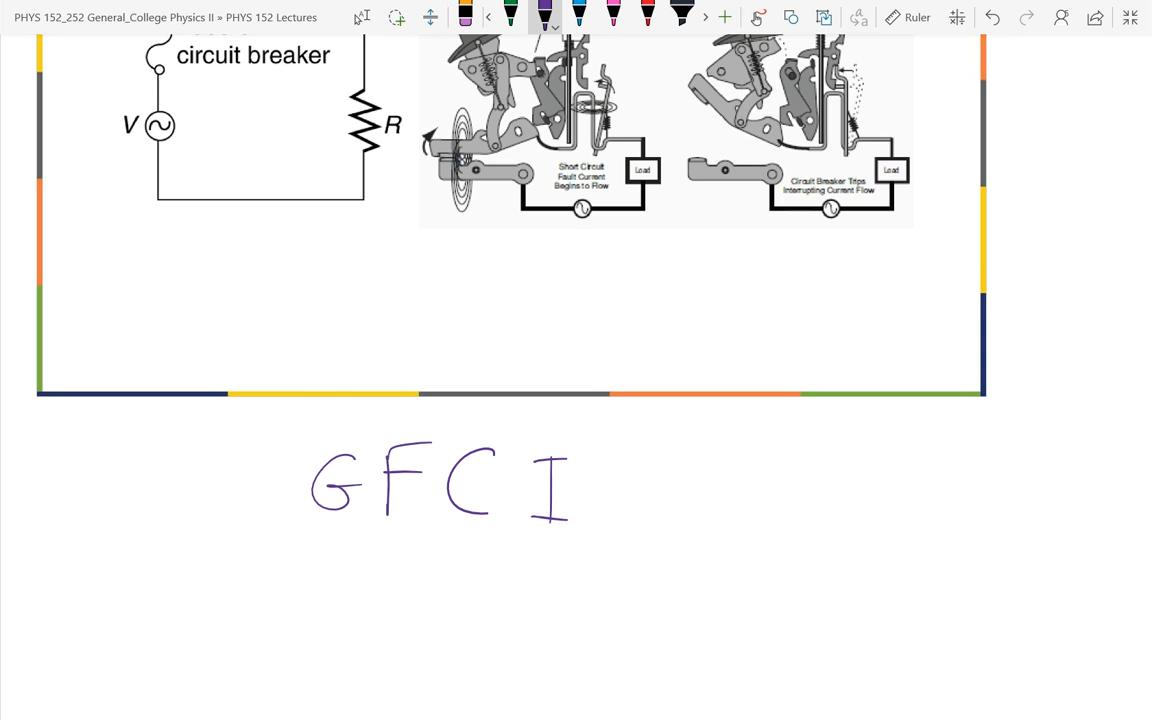 PHYS 152_252 General_College Physics II » PHYS 152 Lectures
Ruler
circuit breaker
V
R
Short Circuit
Fault Current
Begins to Flow
Load
Circuit Breaker Trips
Interrupting Current Flow
Load
GFCI